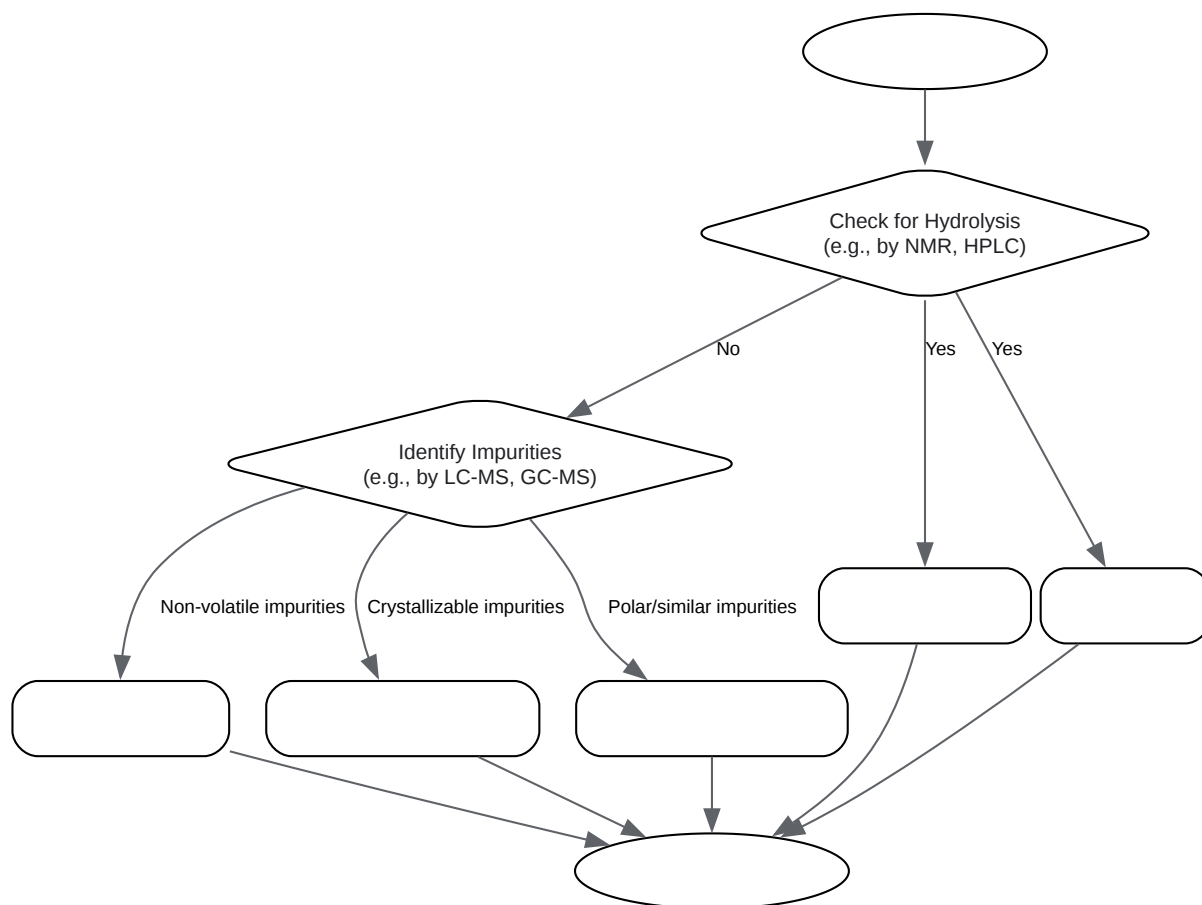 Check for Hydrolysis
(e.g., by NMR, HPLC)
No
Yes
Yes
Identify Impurities
(e.g., by LC-MS, GC-MS)
Non-volatile impurities
Crystallizable impurities
Polar/similar impurities